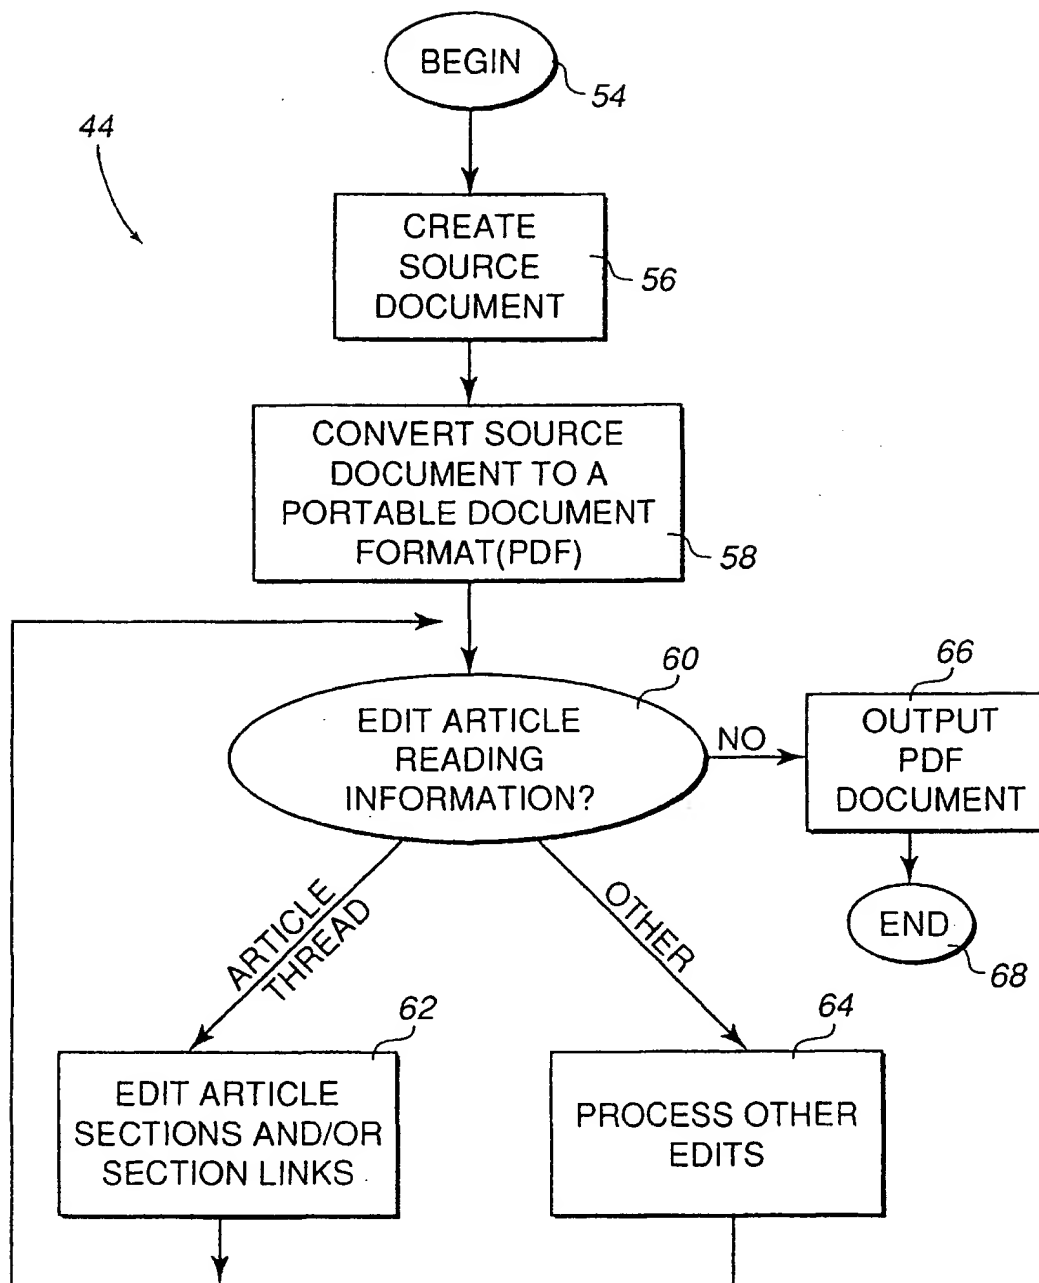 BEGIN
54
44
CREATE
SOURCE
DOCUMENT
56
CONVERT SOURCE
DOCUMENT TO A
PORTABLE DOCUMENT
FORMAT(PDF)
58
60
EDIT ARTICLE
READING
INFORMATION?
NO
66
OUTPUT
PDF
DOCUMENT
END
68
ARTICLE
THREAD
OTHER
62
EDIT ARTICLE
SECTIONS AND/OR
SECTION LINKS
64
PROCESS OTHER
EDITS